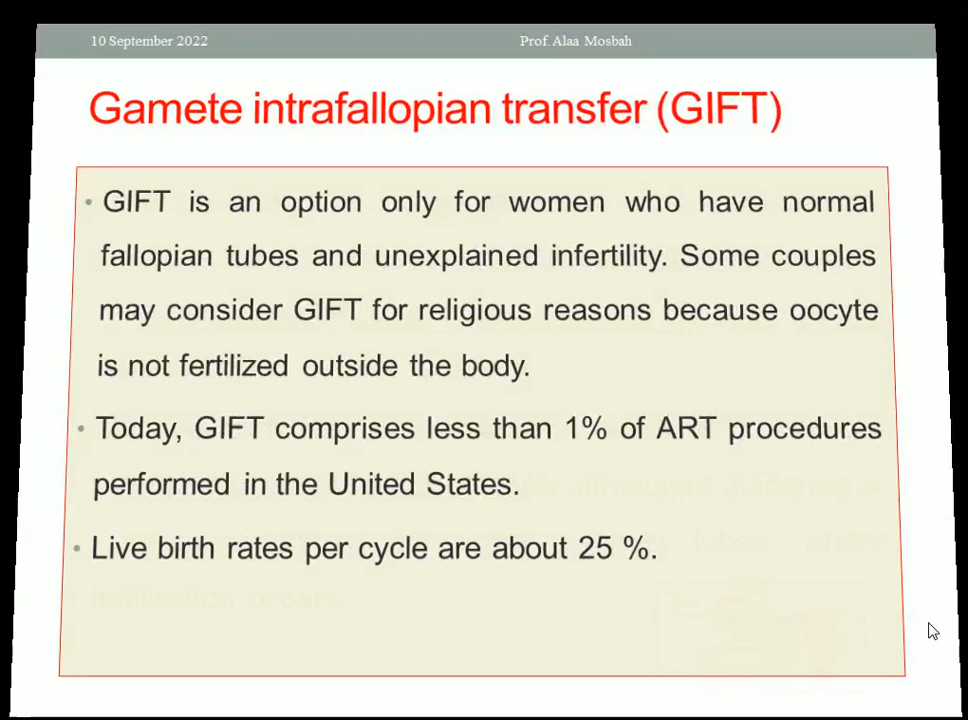 10 September 2022
Prof. Alaa Mosbah
Gamete intrafallopian transfer (GIFT)
• GIFT is an option only for women who have normal
fallopian tubes and unexplained infertility. Some couples
may consider GIFT for religious reasons because oocyte
is not fertilized outside the body.
• Today, GIFT comprises less than 1% of ART procedures
performed in the United States.
• Live birth rates per cycle are about 25 %.